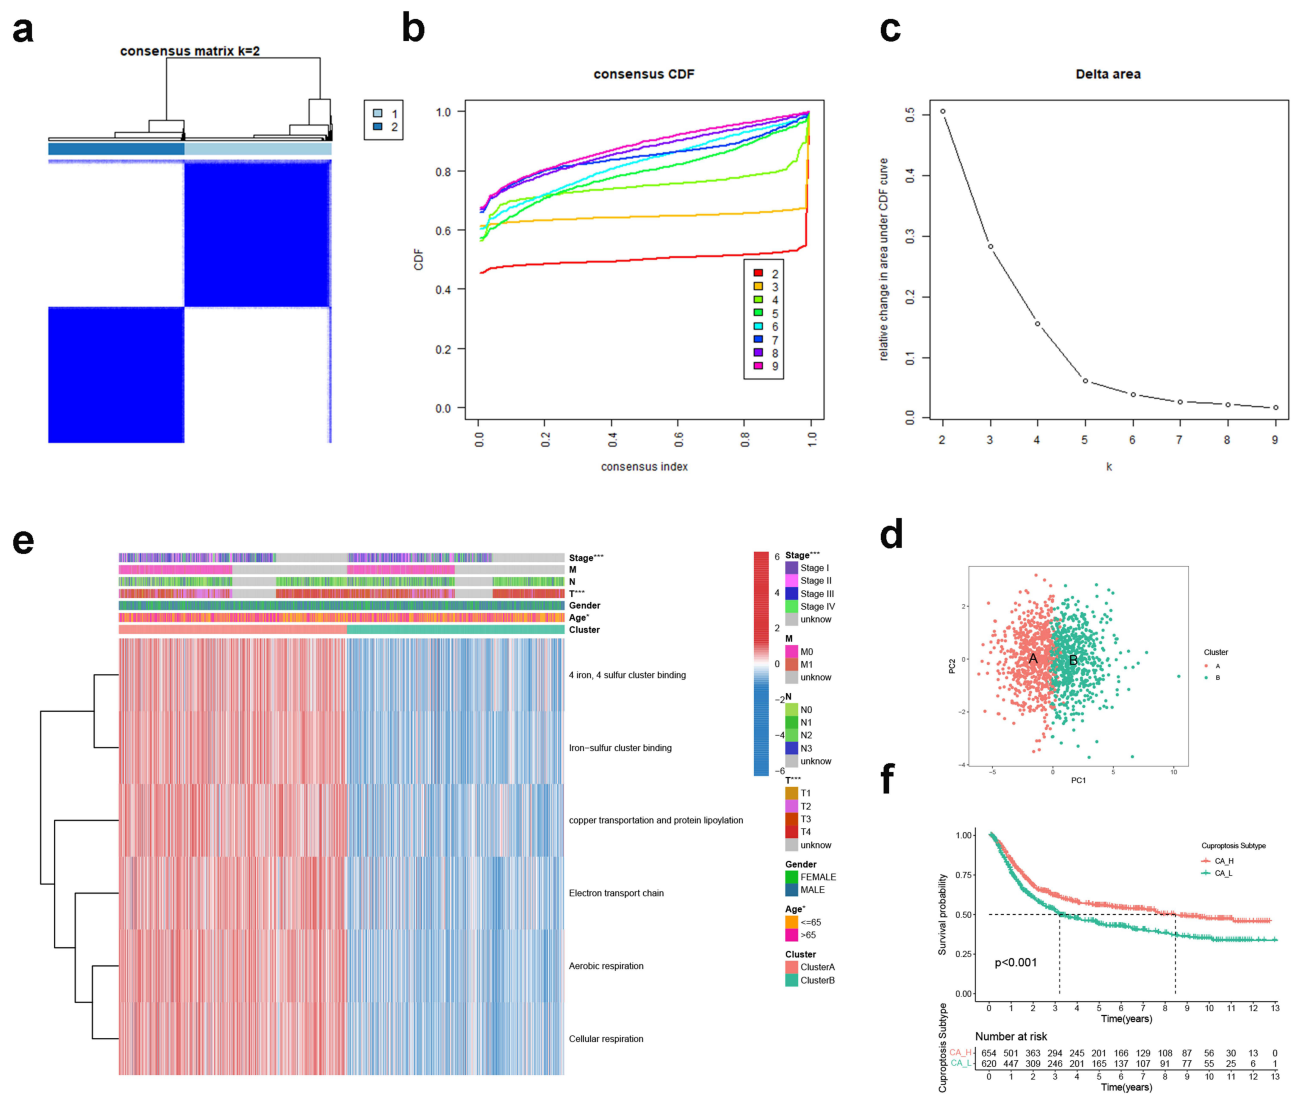 a
consensus matrix k=2
1
2
b
consensus CDF
CDF
1.0
0.8
0.6
0.4
0.2
0.0
0.0 0.2 0.4 0.6 0.8 1.0
consensus index
2
3
4
5
6
7
8
9
c
Delta area
relative change in area under CDF curve
0.5
0.4
0.3
0.2
0.1
0.0
2 3 4 5 6 7 8 9
k
e
Stage***
M
N
T***
Gender
Age*
Cluster
4 iron, 4 sulfur cluster binding
Iron−sulfur cluster binding
copper transportation and protein lipoylation
Electron transport chain
Aerobic respiration
Cellular respiration
6
4
2
0
−2
−4
−6
Stage***
Stage I
Stage II
Stage III
Stage IV
unknow
M
M0
M1
unknow
N
N0
N1
N2
N3
unknow
T***
T1
T2
T3
T4
unknow
Gender
FEMALE
MALE
Age*
<=65
>65
Cluster
ClusterA
ClusterB
d
PC2
2
0
−2
−4
A B
−5 0 5 10
PC1
Cluster
A
B
f
Survival probability
1.00
0.75
0.50
0.25
0.00
p<0.001
Cuproptosis Subtype
CA_H
CA_L
0 1 2 3 4 5 6 7 8 9 10 11 12 13
Time(years)
Number at risk
Cuproptosis Subtype
CA_H 654 501 363 294 245 201 166 129 108 87 56 30 13 0
CA_L 620 447 309 246 201 165 137 107 91 77 55 25 6 1
0 1 2 3 4 5 6 7 8 9 10 11 12 13
Time(years)